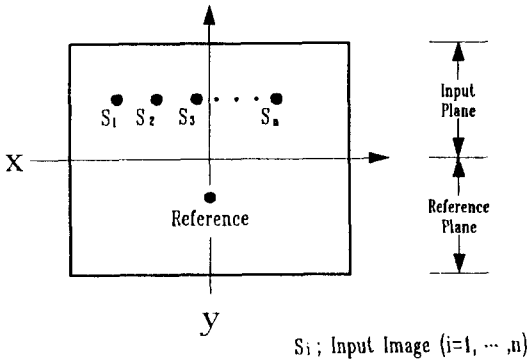 S1 S2 S3 · · · Sn
Input
Plane
X
Reference
Reference
Plane
y
Si ; Input Image (i=1, ··· ,n)